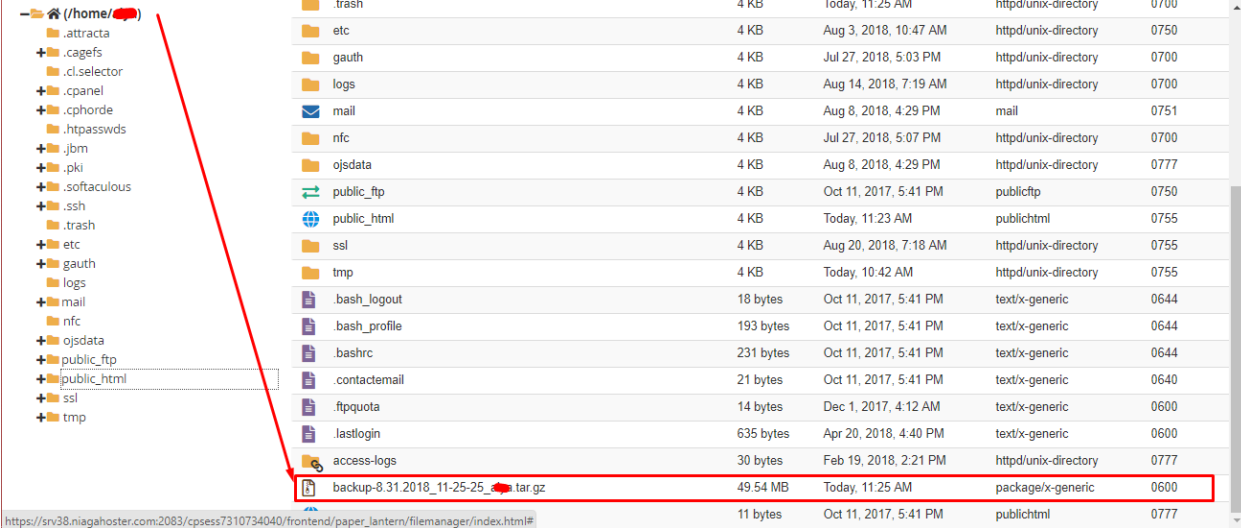 (/home/
.attracta
.cagefs
.cl.selector
.cpanel
.cphorde
.htpasswds
.jbm
.pki
.softaculous
.ssh
.trash
etc
gauth
logs
mail
nfc
ojsdata
public_ftp
public_html
ssl
tmp
.trash 4 KB Today, 11:25 AM httpd/unix-directory 0700
etc 4 KB Aug 3, 2018, 10:47 AM httpd/unix-directory 0750
gauth 4 KB Jul 27, 2018, 5:03 PM httpd/unix-directory 0700
logs 4 KB Aug 14, 2018, 7:19 AM httpd/unix-directory 0700
mail 4 KB Aug 8, 2018, 4:29 PM mail 0751
nfc 4 KB Jul 27, 2018, 5:07 PM httpd/unix-directory 0700
ojsdata 4 KB Aug 8, 2018, 4:29 PM httpd/unix-directory 0777
public_ftp 4 KB Oct 11, 2017, 5:41 PM publicftp 0750
public_html 4 KB Today, 11:23 AM publichtml 0755
ssl 4 KB Aug 20, 2018, 7:18 AM httpd/unix-directory 0755
tmp 4 KB Today, 10:42 AM httpd/unix-directory 0755
.bash_logout 18 bytes Oct 11, 2017, 5:41 PM text/x-generic 0644
.bash_profile 193 bytes Oct 11, 2017, 5:41 PM text/x-generic 0644
.bashrc 231 bytes Oct 11, 2017, 5:41 PM text/x-generic 0644
.contactemail 21 bytes Oct 11, 2017, 5:41 PM text/x-generic 0640
.ftpquota 14 bytes Dec 1, 2017, 4:12 AM text/x-generic 0600
.lastlogin 635 bytes Apr 20, 2018, 4:40 PM text/x-generic 0600
access-logs 30 bytes Feb 19, 2018, 2:21 PM httpd/unix-directory 0777
backup-8.31.2018_11-25-25_ .tar.gz 49.54 MB Today, 11:25 AM package/x-generic 0600
11 bytes Oct 11, 2017, 5:41 PM publichtml 0777
https://srv38.niagahoster.com:2083/cpsess7310734040/frontend/paper_lantern/filemanager/index.html#